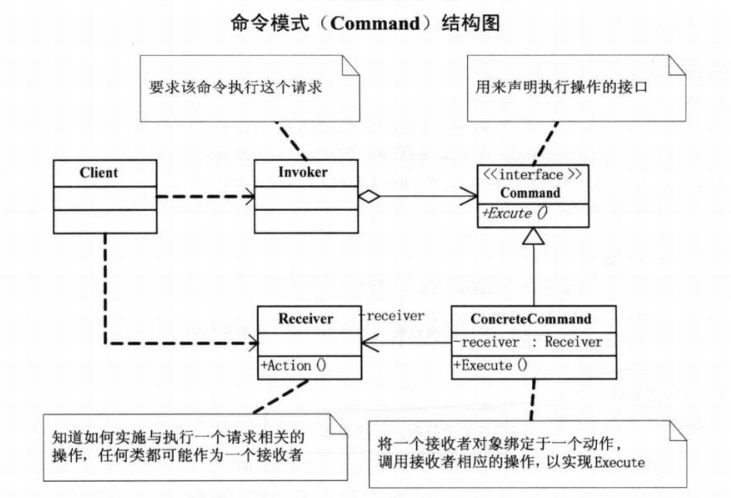 命令模式（Command）结构图
要求该命令执行这个请求
用来声明执行操作的接口
Client
Invoker
<<interface >>
Command
+Excute ()
Receiver
-receiver
ConcreteCommand
-receiver : Receiver
+Action ()
+Execute ()
知道如何实施与执行一个请求相关的
操作，任何类都可能作为一个接收者
将一个接收者对象绑定于一个动作，
调用接收者相应的操作，以实现Execute